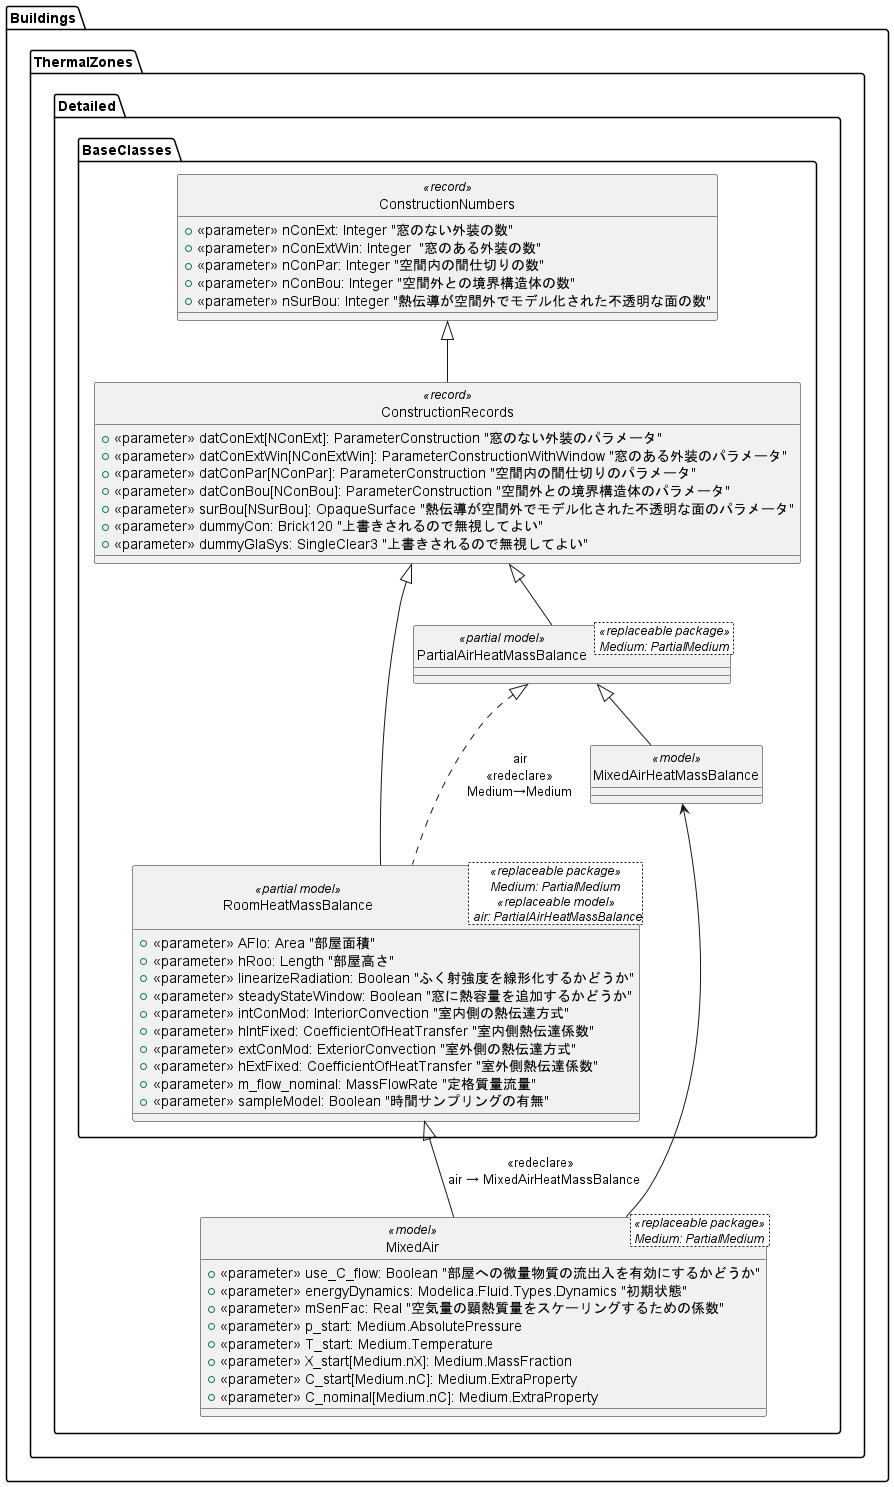 Buildings
ThermalZones
Detailed
BaseClasses
«record»
ConstructionNumbers
«parameter» nConExt: Integer "窓のない外装の数"
«parameter» nConExtWin: Integer  "窓のある外装の数"
«parameter» nConPar: Integer "空間内の間仕切りの数"
«parameter» nConBou: Integer "空間外との境界構造体の数"
«parameter» nSurBou: Integer "熱伝導が空間外でモデル化された不透明な面の数"
«record»
ConstructionRecords
«parameter» datConExt[NConExt]: ParameterConstruction "窓のない外装のパラメータ"
«parameter» datConExtWin[NConExtWin]: ParameterConstructionWithWindow "窓のある外装のパラメータ"
«parameter» datConPar[NConPar]: ParameterConstruction "空間内の間仕切りのパラメータ"
«parameter» datConBou[NConBou]: ParameterConstruction "空間外との境界構造体のパラメータ"
«parameter» surBou[NSurBou]: OpaqueSurface "熱伝導が空間外でモデル化された不透明な面のパラメータ"
«parameter» dummyCon: Brick120 "上書きされるので無視してよい"
«parameter» dummyGlaSys: SingleClear3 "上書きされるので無視してよい"
«partial model»
PartialAirHeatMassBalance
«replaceable package»
Medium: PartialMedium
air
«redeclare»
Medium→Medium
«model»
MixedAirHeatMassBalance
«partial model»
RoomHeatMassBalance
«replaceable package»
Medium: PartialMedium
«replaceable model»
air: PartialAirHeatMassBalance
«parameter» AFlo: Area "部屋面積"
«parameter» hRoo: Length "部屋高さ"
«parameter» linearizeRadiation: Boolean "ふく射強度を線形化するかどうか"
«parameter» steadyStateWindow: Boolean "窓に熱容量を追加するかどうか"
«parameter» intConMod: InteriorConvection "室内側の熱伝達方式"
«parameter» hIntFixed: CoefficientOfHeatTransfer "室内側熱伝達係数"
«parameter» extConMod: ExteriorConvection "室外側の熱伝達方式"
«parameter» hExtFixed: CoefficientOfHeatTransfer "室外側熱伝達係数"
«parameter» m_flow_nominal: MassFlowRate "定格質量流量"
«parameter» sampleModel: Boolean "時間サンプリングの有無"
«redeclare»
air → MixedAirHeatMassBalance
«model»
MixedAir
«replaceable package»
Medium: PartialMedium
«parameter» use_C_flow: Boolean "部屋への微量物質の流出入を有効にするかどうか"
«parameter» energyDynamics: Modelica.Fluid.Types.Dynamics "初期状態"
«parameter» mSenFac: Real "空気量の顕熱質量をスケーリングするための係数"
«parameter» p_start: Medium.AbsolutePressure
«parameter» T_start: Medium.Temperature
«parameter» X_start[Medium.nX]: Medium.MassFraction
«parameter» C_start[Medium.nC]: Medium.ExtraProperty
«parameter» C_nominal[Medium.nC]: Medium.ExtraProperty